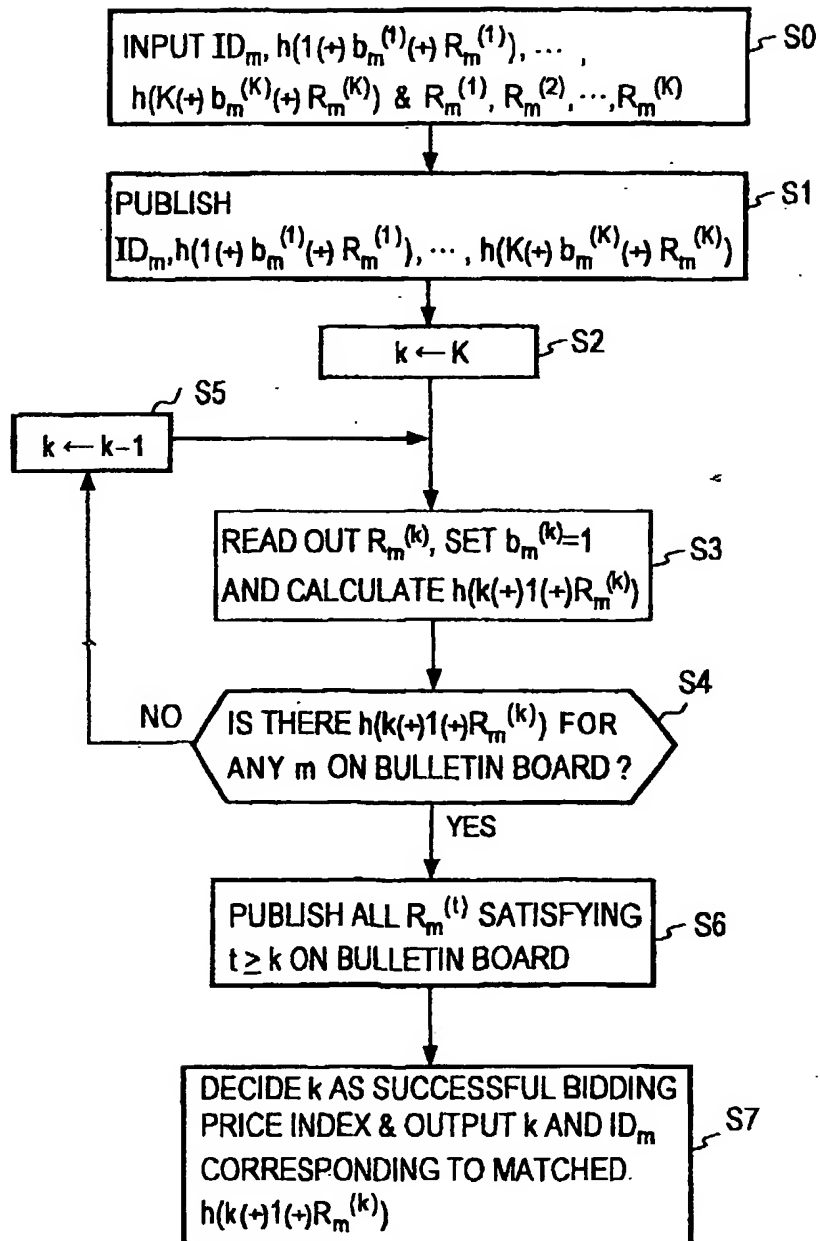 INPUT ID_m, h(1(+) b_m^(1)(+) R_m^(1)), ⋯ ,
h(K(+) b_m^(K)(+) R_m^(K)) & R_m^(1), R_m^(2), ⋯, R_m^(K)
S0
PUBLISH
ID_m, h(1(+) b_m^(1)(+) R_m^(1)), ⋯ , h(K(+) b_m^(K)(+) R_m^(K))
S1
k ← K
S2
S5
k ← k-1
READ OUT R_m^(k), SET b_m^(k)=1
AND CALCULATE h(k(+)1(+)R_m^(k))
S3
NO
IS THERE h(k(+)1(+)R_m^(k)) FOR
ANY m ON BULLETIN BOARD ?
S4
YES
PUBLISH ALL R_m^(t) SATISFYING
t ≥ k ON BULLETIN BOARD
S6
DECIDE k AS SUCCESSFUL BIDDING
PRICE INDEX & OUTPUT k AND ID_m
CORRESPONDING TO MATCHED.
h(k(+)1(+)R_m^(k))
S7